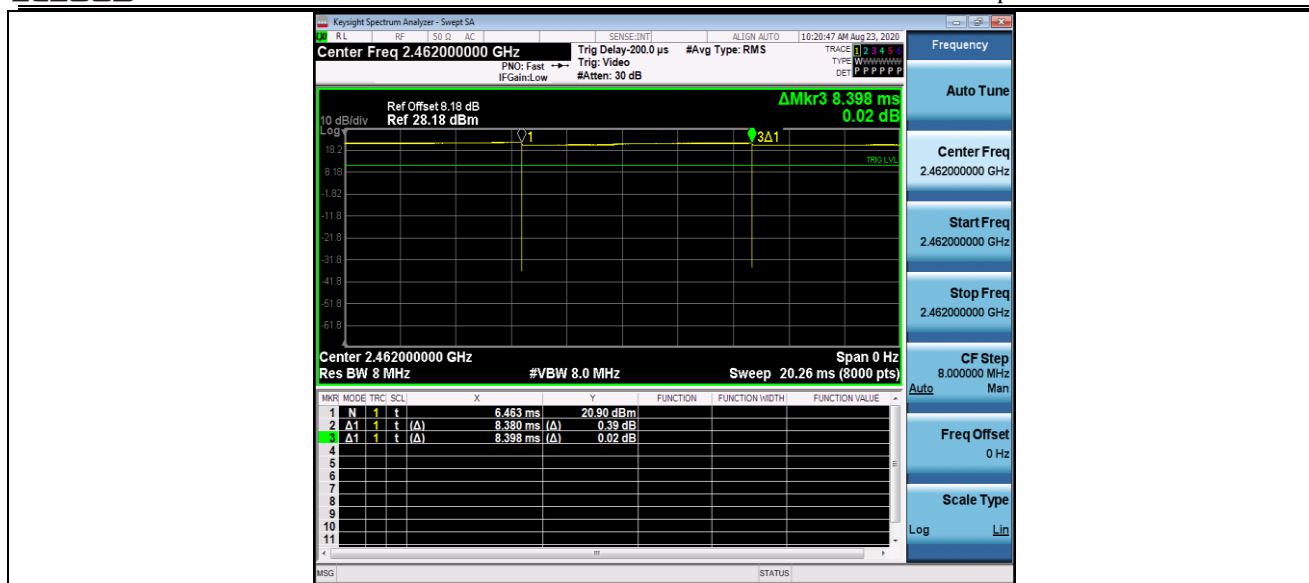 Keysight Spectrum Analyzer - Swept SA
RL RF 50 Ω AC SENSE:INT ALIGN AUTO 10:20:47 AM Aug 23, 2020
Center Freq 2.462000000 GHz Trig Delay-200.0 µs #Avg Type: RMS TRACE 1 2 3 4 5 6
PNO: Fast Trig: Video TYPE WWWWWW
IFGain:Low #Atten: 30 dB DET P P P P P P
Frequency
Auto Tune
Center Freq
2.462000000 GHz
Start Freq
2.462000000 GHz
Stop Freq
2.462000000 GHz
CF Step
8.000000 MHz
Auto Man
Freq Offset
0 Hz
Scale Type
Log Lin
ΔMkr3 8.398 ms
0.02 dB
Ref Offset 8.18 dB
10 dB/div Ref 28.18 dBm
Log
1
3Δ1
TRIG LVL
18.2
8.18
-1.82
-11.8
-21.8
-31.8
-41.8
-51.8
-61.8
Center 2.462000000 GHz Span 0 Hz
Res BW 8 MHz #VBW 8.0 MHz Sweep 20.26 ms (8000 pts)
MKR MODE TRC SCL X Y FUNCTION FUNCTION WIDTH FUNCTION VALUE
1 N 1 t 6.463 ms 20.90 dBm
2 Δ1 1 t (Δ) 8.380 ms (Δ) 0.39 dB
3 Δ1 1 t (Δ) 8.398 ms (Δ) 0.02 dB
4
5
6
7
8
9
10
11
MSG STATUS